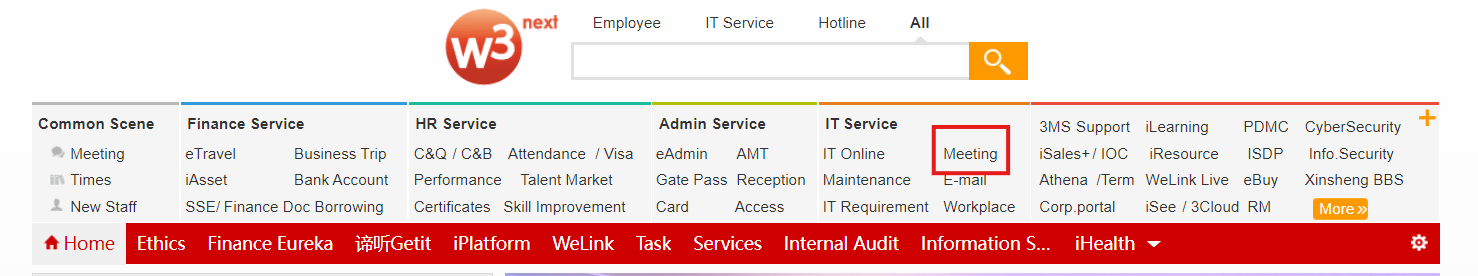 w3 next
Employee IT Service Hotline All
Common Scene Finance Service HR Service Admin Service IT Service
3MS Support iLearning PDMC CyberSecurity
Meeting eTravel Business Trip C&Q / C&B Attendance / Visa eAdmin AMT IT Online Meeting iSales+/ IOC iResource ISDP Info.Security
Times iAsset Bank Account Performance Talent Market Gate Pass Reception Maintenance E-mail Athena /Term WeLink Live eBuy Xinsheng BBS
New Staff SSE/ Finance Doc Borrowing Certificates Skill Improvement Card Access IT Requirement Workplace Corp.portal iSee / 3Cloud RM More »
Home Ethics Finance Eureka 谛听Getit iPlatform WeLink Task Services Internal Audit Information S... iHealth